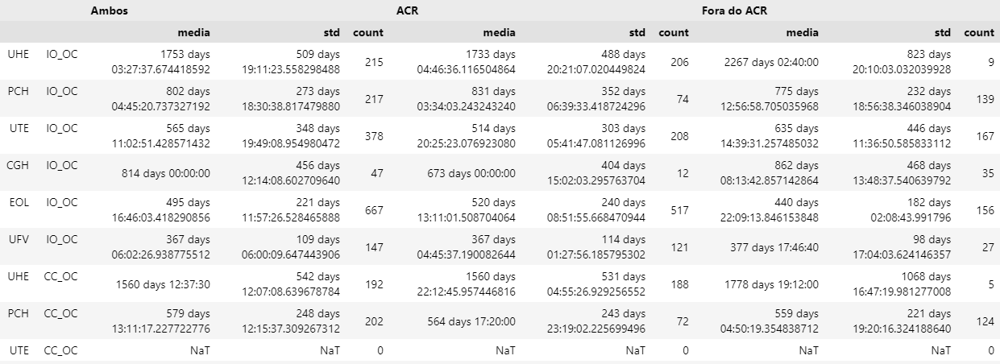 Ambos ACR Fora do ACR
media std count media std count media std count
UHE IO_OC 1753 days 03:27:37.674418592 509 days 19:11:23.558298488 215 1733 days 04:46:36.116504864 488 days 20:21:07.020449824 206 2267 days 02:40:00 823 days 20:10:03.032039928 9
PCH IO_OC 802 days 04:45:20.737327192 273 days 18:30:38.817479880 217 831 days 03:34:03.243243240 352 days 06:39:33.418724296 74 775 days 12:56:58.705035968 232 days 18:56:38.346038904 139
UTE IO_OC 565 days 11:02:51.428571432 348 days 19:49:08.954980472 378 514 days 20:25:23.076923080 303 days 05:41:47.081126996 208 635 days 14:39:31.257485032 446 days 11:36:50.585833112 167
CGH IO_OC 814 days 00:00:00 456 days 12:14:08.602709640 47 673 days 00:00:00 404 days 15:02:03.295763704 12 862 days 08:13:42.857142864 468 days 13:48:37.540639792 35
EOL IO_OC 495 days 16:46:03.418290856 221 days 11:57:26.528465888 667 520 days 13:11:01.508704064 240 days 08:51:55.668470944 517 440 days 22:09:13.846153848 182 days 02:08:43.991796 156
UFV IO_OC 367 days 06:02:26.938775512 109 days 06:00:09.647443906 147 367 days 04:45:37.190082644 114 days 01:27:56.185795302 121 377 days 17:46:40 98 days 17:04:03.624146357 27
UHE CC_OC 1560 days 12:37:30 542 days 12:07:08.639678784 192 1560 days 22:12:45.957446816 531 days 04:55:26.929256552 188 1778 days 19:12:00 1068 days 16:47:19.981277008 5
PCH CC_OC 579 days 13:11:17.227722776 248 days 12:15:37.309267312 202 564 days 17:20:00 243 days 23:19:02.225699496 72 559 days 04:50:19.354838712 221 days 19:20:16.324188640 124
UTE CC_OC NaT NaT 0 NaT NaT 0 NaT NaT 0